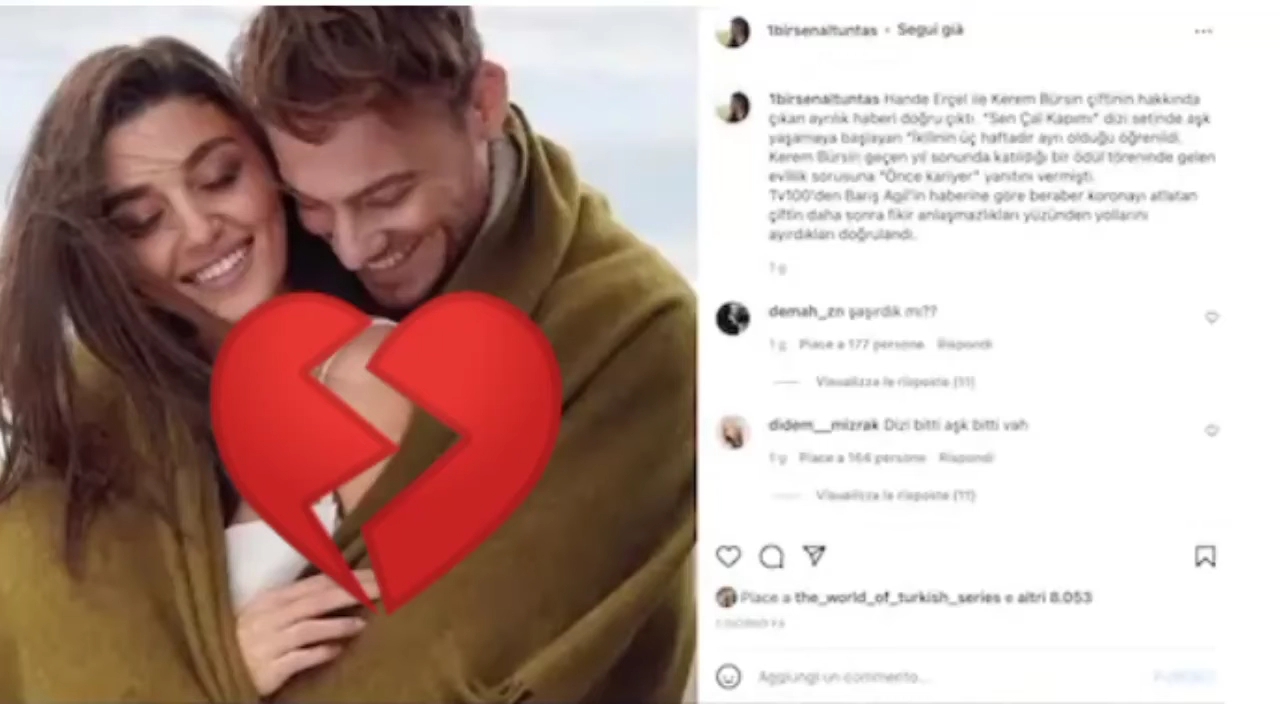 1birsenaltuntas • Segui già
1birsenaltuntas Hande Erçel ile Kerem Bürsin çiftinin hakkında
çıkan ayrılık haberi doğru çıktı. "Sen Çal Kapımı" dizi setinde aşk
yaşamaya başlayan "İkilinin üç haftadır ayrı olduğu öğrenildi.
Kerem Bürsin geçen yıl sonunda katıldığı bir ödül töreninde gelen
evlilik sorusuna "Önce kariyer" yanıtını vermişti.
Tv100'den Barış Agil'in haberine göre beraber koronayı atlatan
çiftin daha sonra fikir anlaşmazlıkları yüzünden yollarını
ayırdıkları doğrulandı.
1 g
demah_zn şaşırdik mı??
1 g Piace a 177 persone Rispondi
Visualizza le risposte (11)
didem__mizrak Dizi bitti aşk bitti vah
1 g Piace a 164 persone Rispondi
Visualizza le risposte (11)
Piace a the_world_of_turkish_series e altri 8.053
Aggiungi un commento...